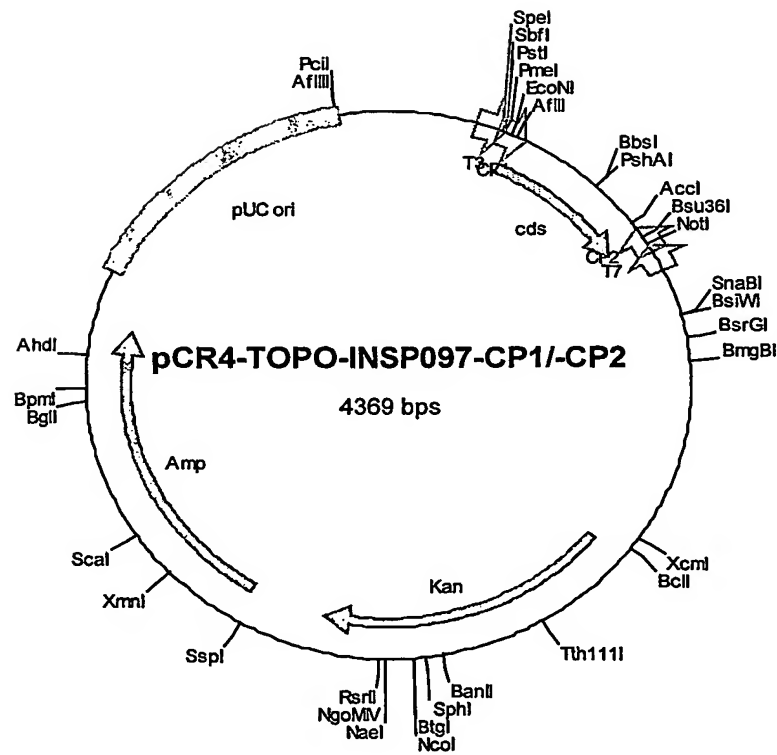 SpeI
SbfI
PstI
PmeI
EcoNI
AflII
PciI
AflIII
BbsI
PshAI
AccI
Bsu36I
NotI
T3
pUC ori
cds
T7
SnaBI
BsiWI
BsrGI
BmgBI
AhdI
pCR4-TOPO-INSP097-CP1/-CP2
4369 bps
BpmI
BglI
Amp
ScaI
XmnI
SspI
Kan
XcmI
BclI
Tth111I
RsrII
NgoMIV
NaeI
BanII
SphI
BtgI
NcoI